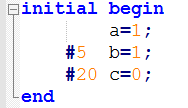 initial begin
a=1;
#5 b=1;
#20 c=0;
end